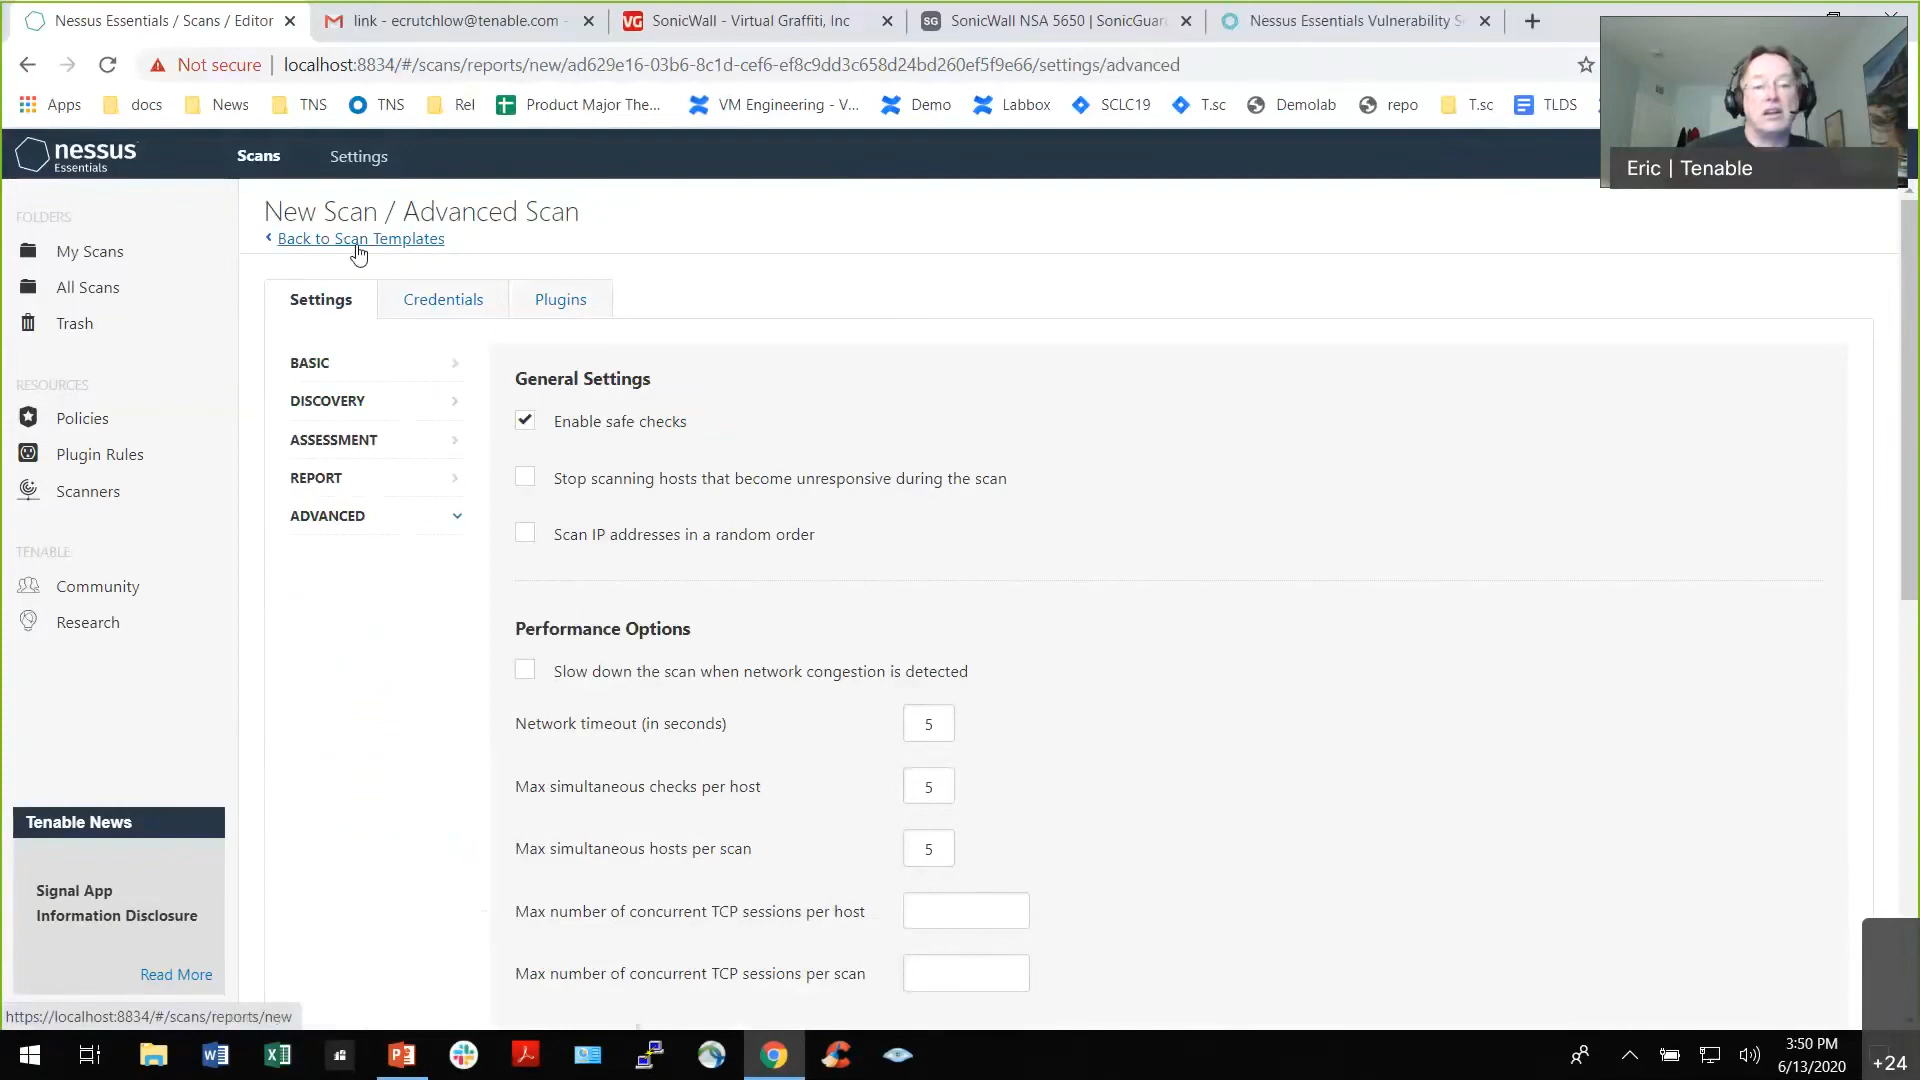 Nessus Essentials / Scans / Editor
link - ecrutchlow@tenable.com -
VG
SonicWall - Virtual Graffiti, Inc
SG
SonicWall NSA 5650 | SonicGuar
Nessus Essentials Vulnerability S
Not secure
localhost:8834/#/scans/reports/new/ad629e16-03b6-8c1d-cef6-ef8c9dd3c658d24bd260ef5f9e66/settings/advanced
Apps
docs
News
TNS
TNS
Rel
Product Major The...
VM Engineering - V...
Demo
Labbox
SCLC19
T.sc
Demolab
repo
T.sc
TLDS
Eric | Tenable
nessus
Essentials
Scans
Settings
FOLDERS
My Scans
All Scans
Trash
RESOURCES
Policies
Plugin Rules
Scanners
TENABLE
Community
Research
Tenable News
Signal App
Information Disclosure
Read More
New Scan / Advanced Scan
Back to Scan Templates
Settings
Credentials
Plugins
BASIC
DISCOVERY
ASSESSMENT
REPORT
ADVANCED
General Settings
Enable safe checks
Stop scanning hosts that become unresponsive during the scan
Scan IP addresses in a random order
Performance Options
Slow down the scan when network congestion is detected
Network timeout (in seconds)
5
Max simultaneous checks per host
5
Max simultaneous hosts per scan
5
Max number of concurrent TCP sessions per host
Max number of concurrent TCP sessions per scan
https://localhost:8834/#/scans/reports/new
3:50 PM
6/13/2020
+24